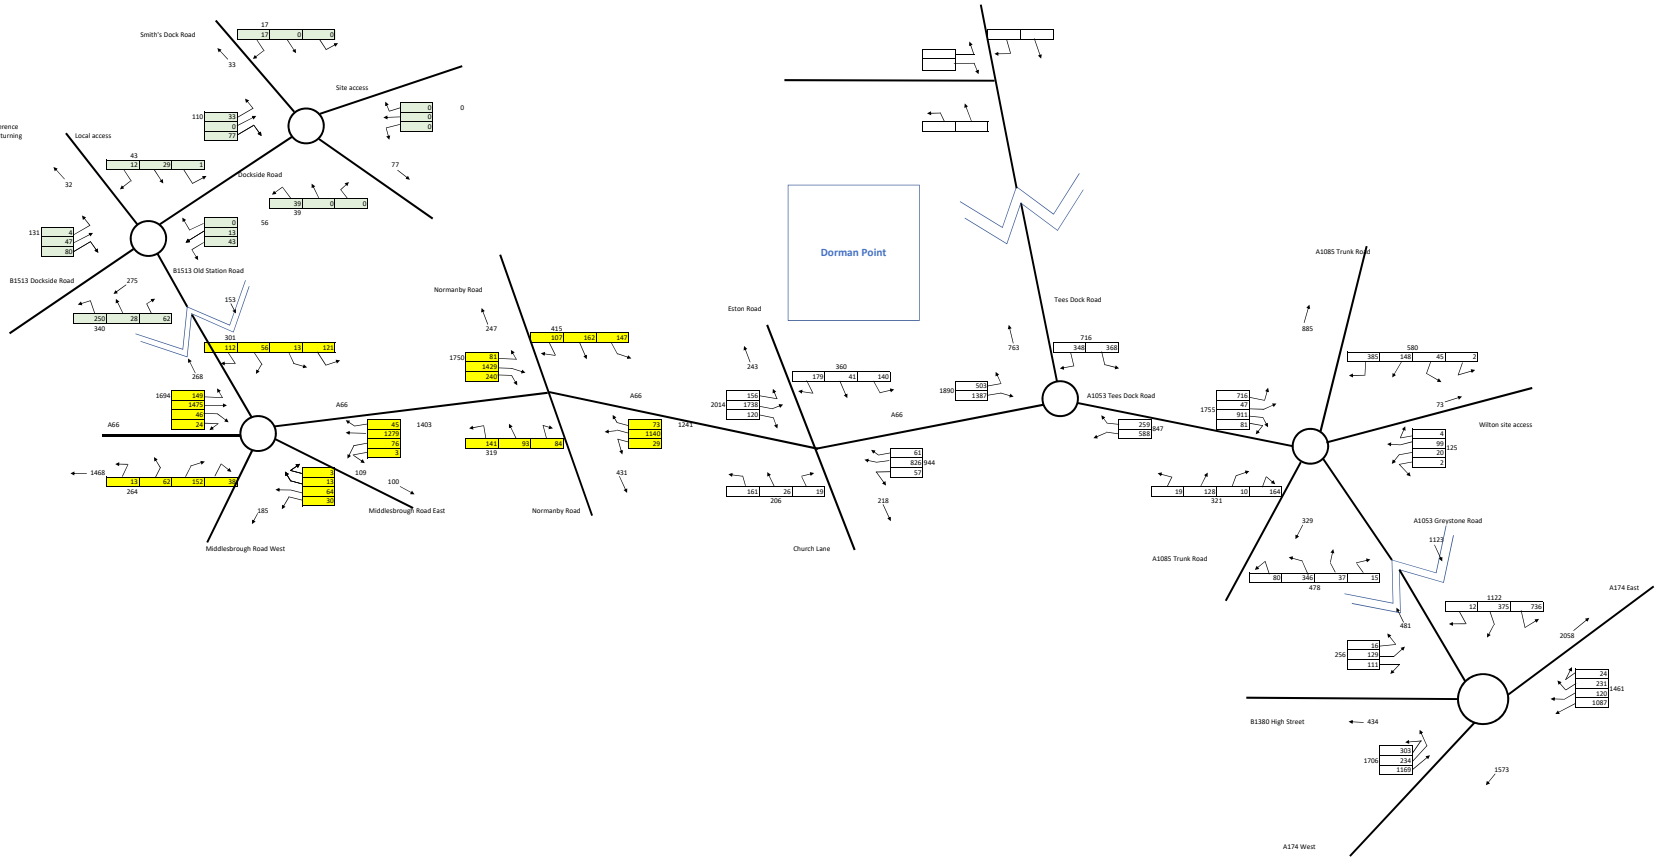 17
Smith's Dock Road
17 0 0
33
Site access
110
33
0
77
0
0
0
0
erence
turning
Local access
43
12 29 1
32
77
Dockside Road
39 0 0
39
56
131
4
47
80
0
13
43
B1513 Dockside Road
B1513 Old Station Road
275
153
250 28 62
340
301
112 56 13 121
268
1694
149
1475
46
24
A66
A66
45
1279
76
3
1403
1468
13 62 152 38
264
3
13
64
30
109
100
185
Middlesbrough Road East
Middlesbrough Road West
Normanby Road
247
415
107 162 147
1750
81
1429
240
A66
141 93 84
319
73
1140
29
1241
431
Normanby Road
Dorman Point
Eston Road
243
360
179 41 140
2014
156
1738
120
A66
161 26 19
206
61
826
57
944
218
Church Lane
Tees Dock Road
763
716
348 368
1890
503
1387
A1053 Tees Dock Road
259
588
847
A1085 Trunk Road
885
580
385 148 45 2
1755
716
47
911
81
73
Wilton site access
4
99
20
2
125
19 128 10 164
321
329
A1053 Greystone Road
1123
A1085 Trunk Road
80 346 37 15
478
481
1122
12 375 736
A174 East
2058
256
16
129
111
24
231
120
1087
1461
B1380 High Street
434
1706
303
234
1169
1573
A174 West